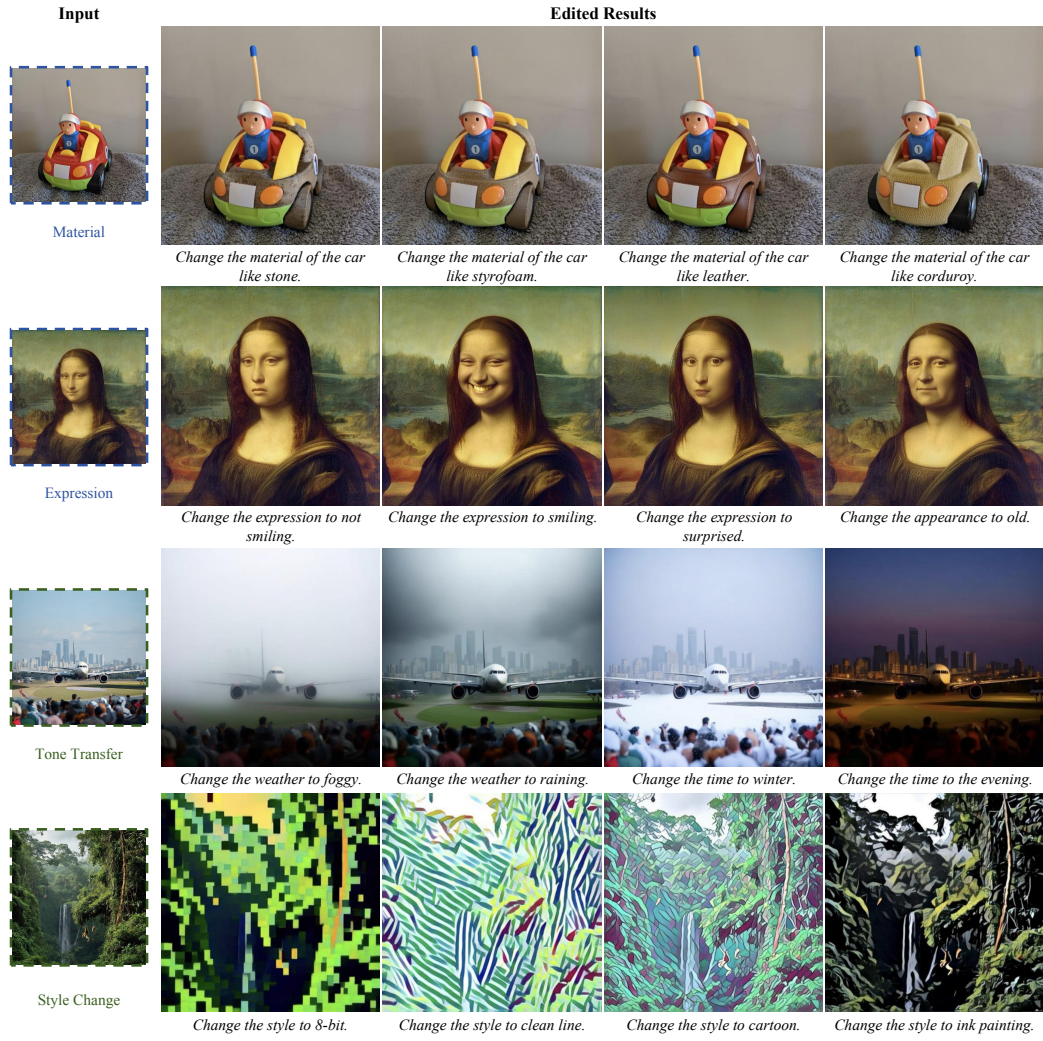 Input
Edited Results
Material
Change the material of the car
like stone.
Change the material of the car
like styrofoam.
Change the material of the car
like leather.
Change the material of the car
like corduroy.
Expression
Change the expression to not
smiling.
Change the expression to smiling.
Change the expression to
surprised.
Change the appearance to old.
Tone Transfer
Change the weather to foggy.
Change the weather to raining.
Change the time to winter.
Change the time to the evening.
Style Change
Change the style to 8-bit.
Change the style to clean line.
Change the style to cartoon.
Change the style to ink painting.